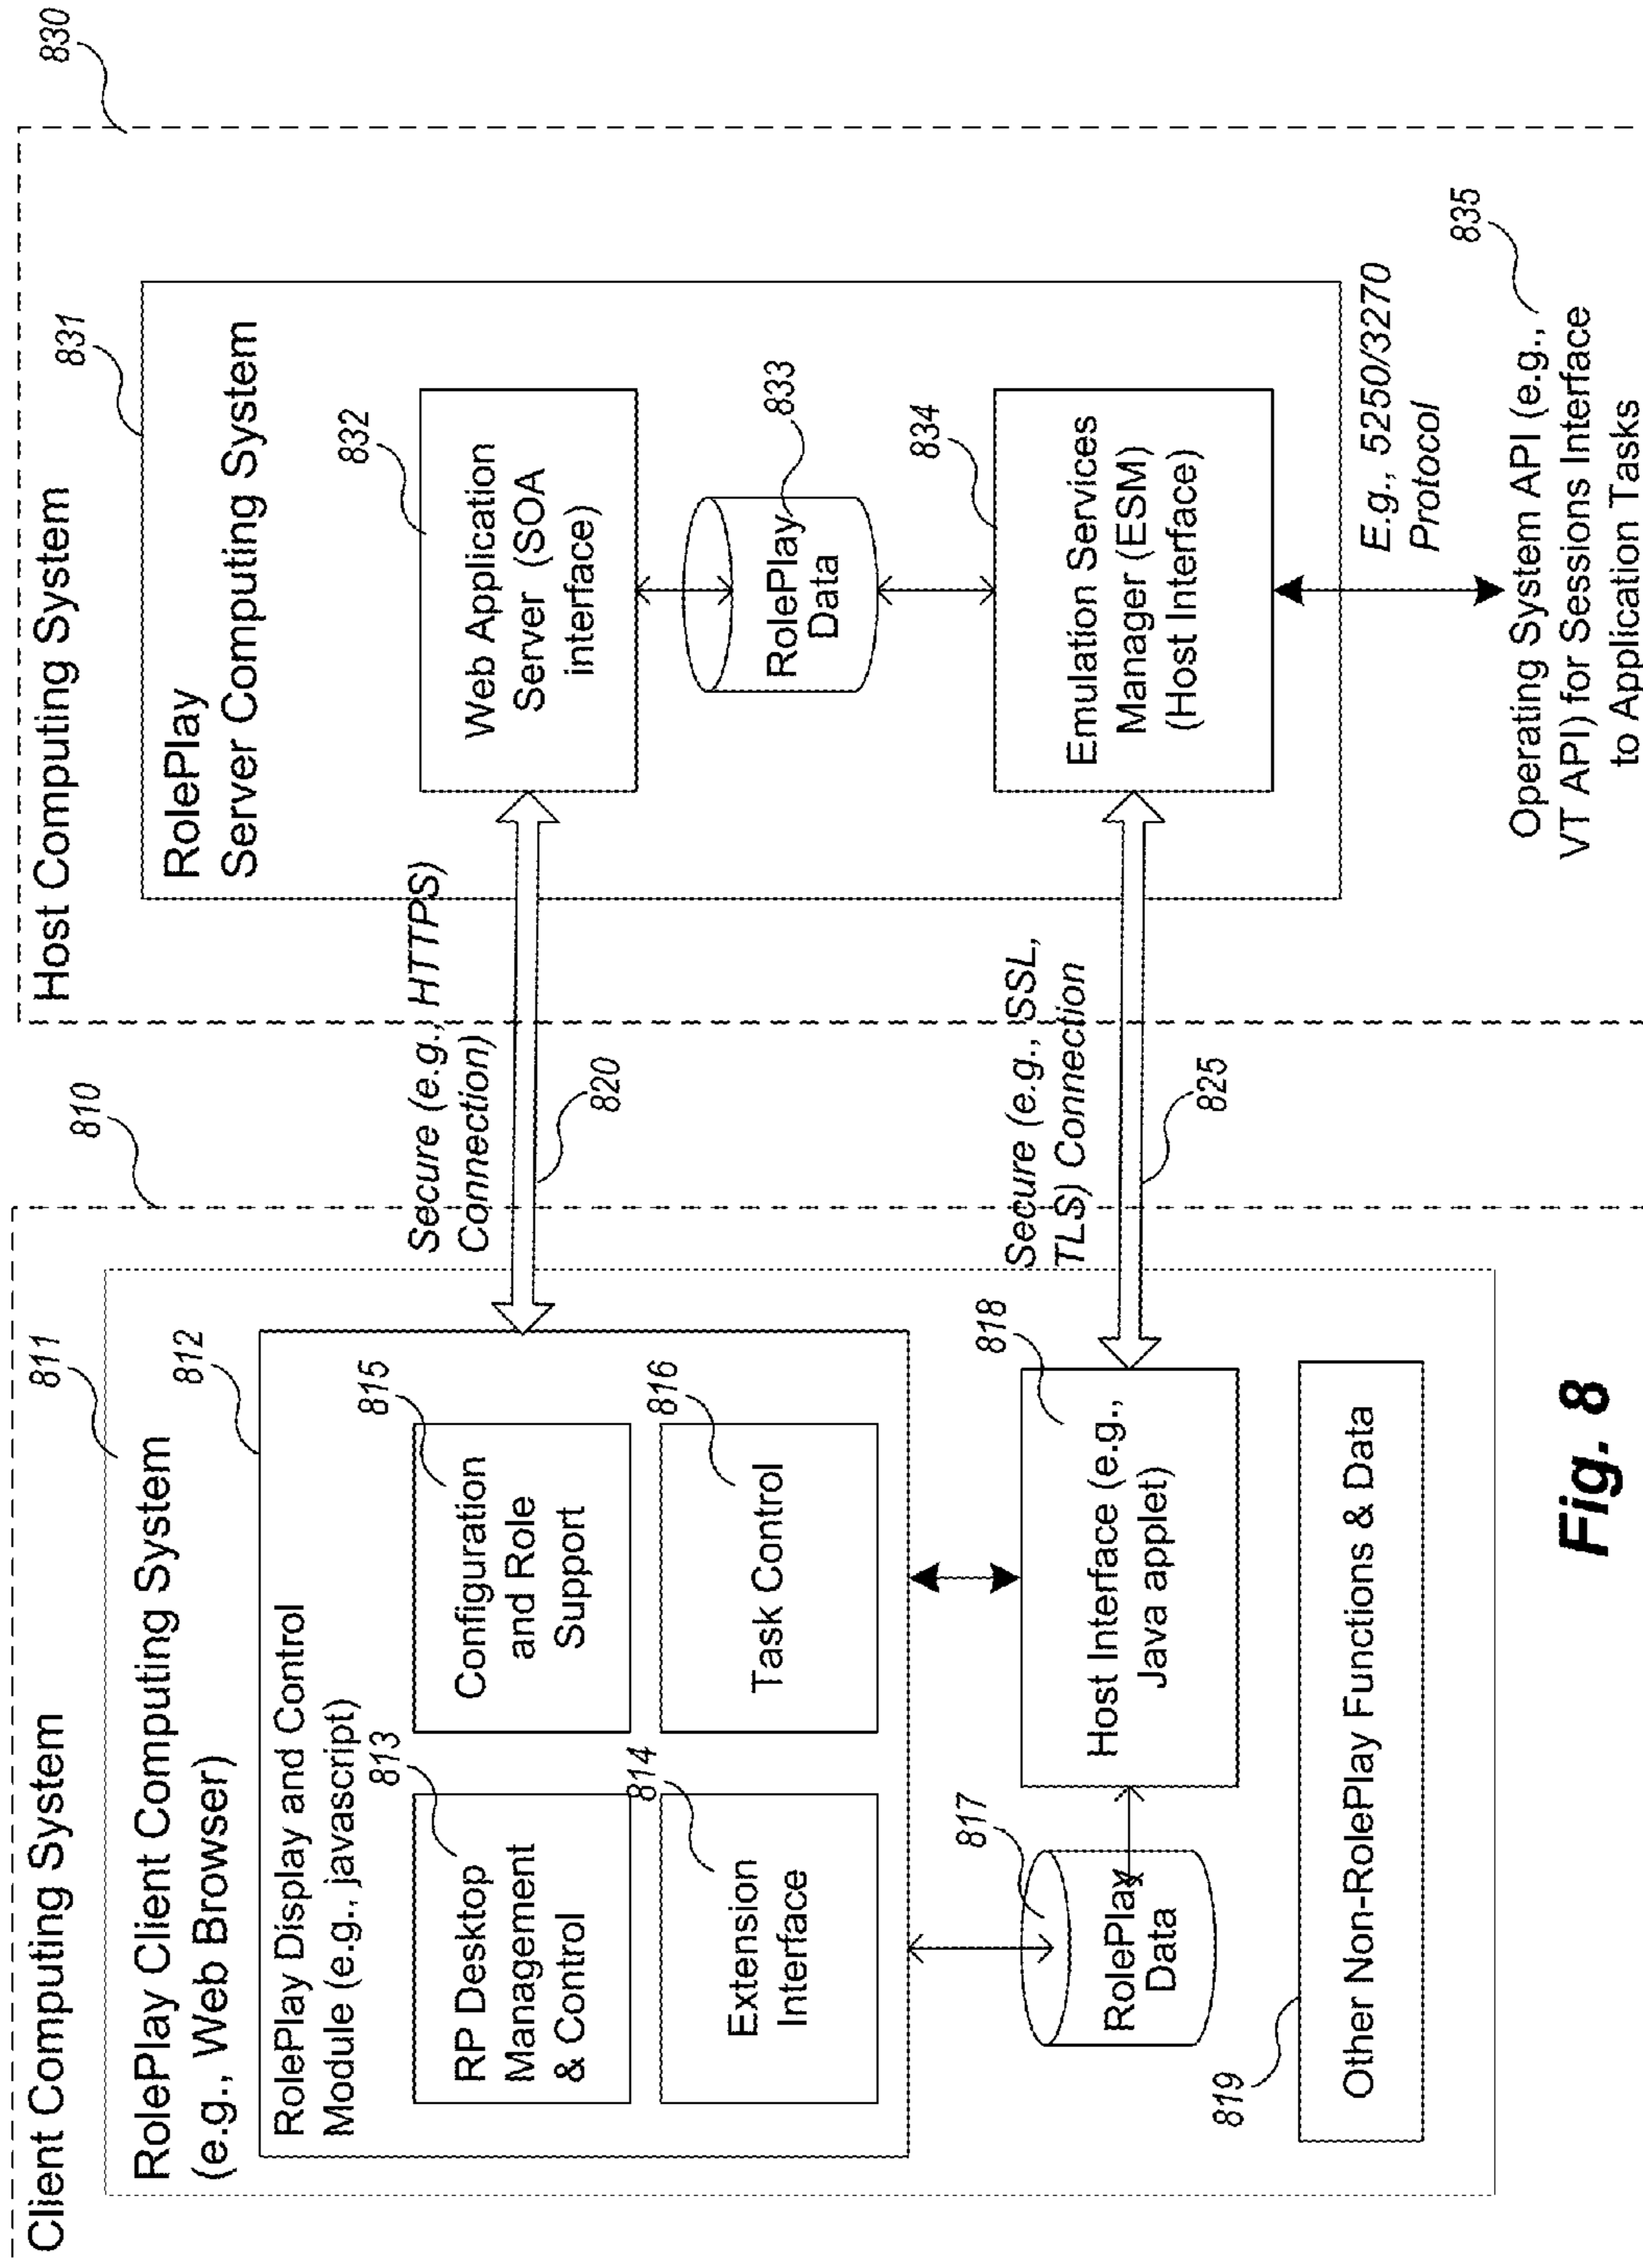 Client Computing System
810
811
RolePlay Client Computing System
(e.g., Web Browser)
812
RolePlay Display and Control
Module (e.g., javascript)
813
RP Desktop
Management
& Control
815
Configuration
and Role
Support
814
Extension
Interface
816
Task Control
817
RolePlay
Data
818
Host Interface (e.g.,
Java applet)
819
Other Non-RolePlay Functions & Data
Secure (e.g., HTTPS)
Connection)
820
Secure (e.g., SSL,
TLS) Connection
825
Host Computing System
830
831
RolePlay
Server Computing System
832
Web Application
Server (SOA
interface)
833
RolePlay
Data
834
Emulation Services
Manager (ESM)
(Host Interface)
E.g., 5250/3270
Protocol
835
Operating System API (e.g.,
VT API) for Sessions Interface
to Application Tasks
Fig. 8